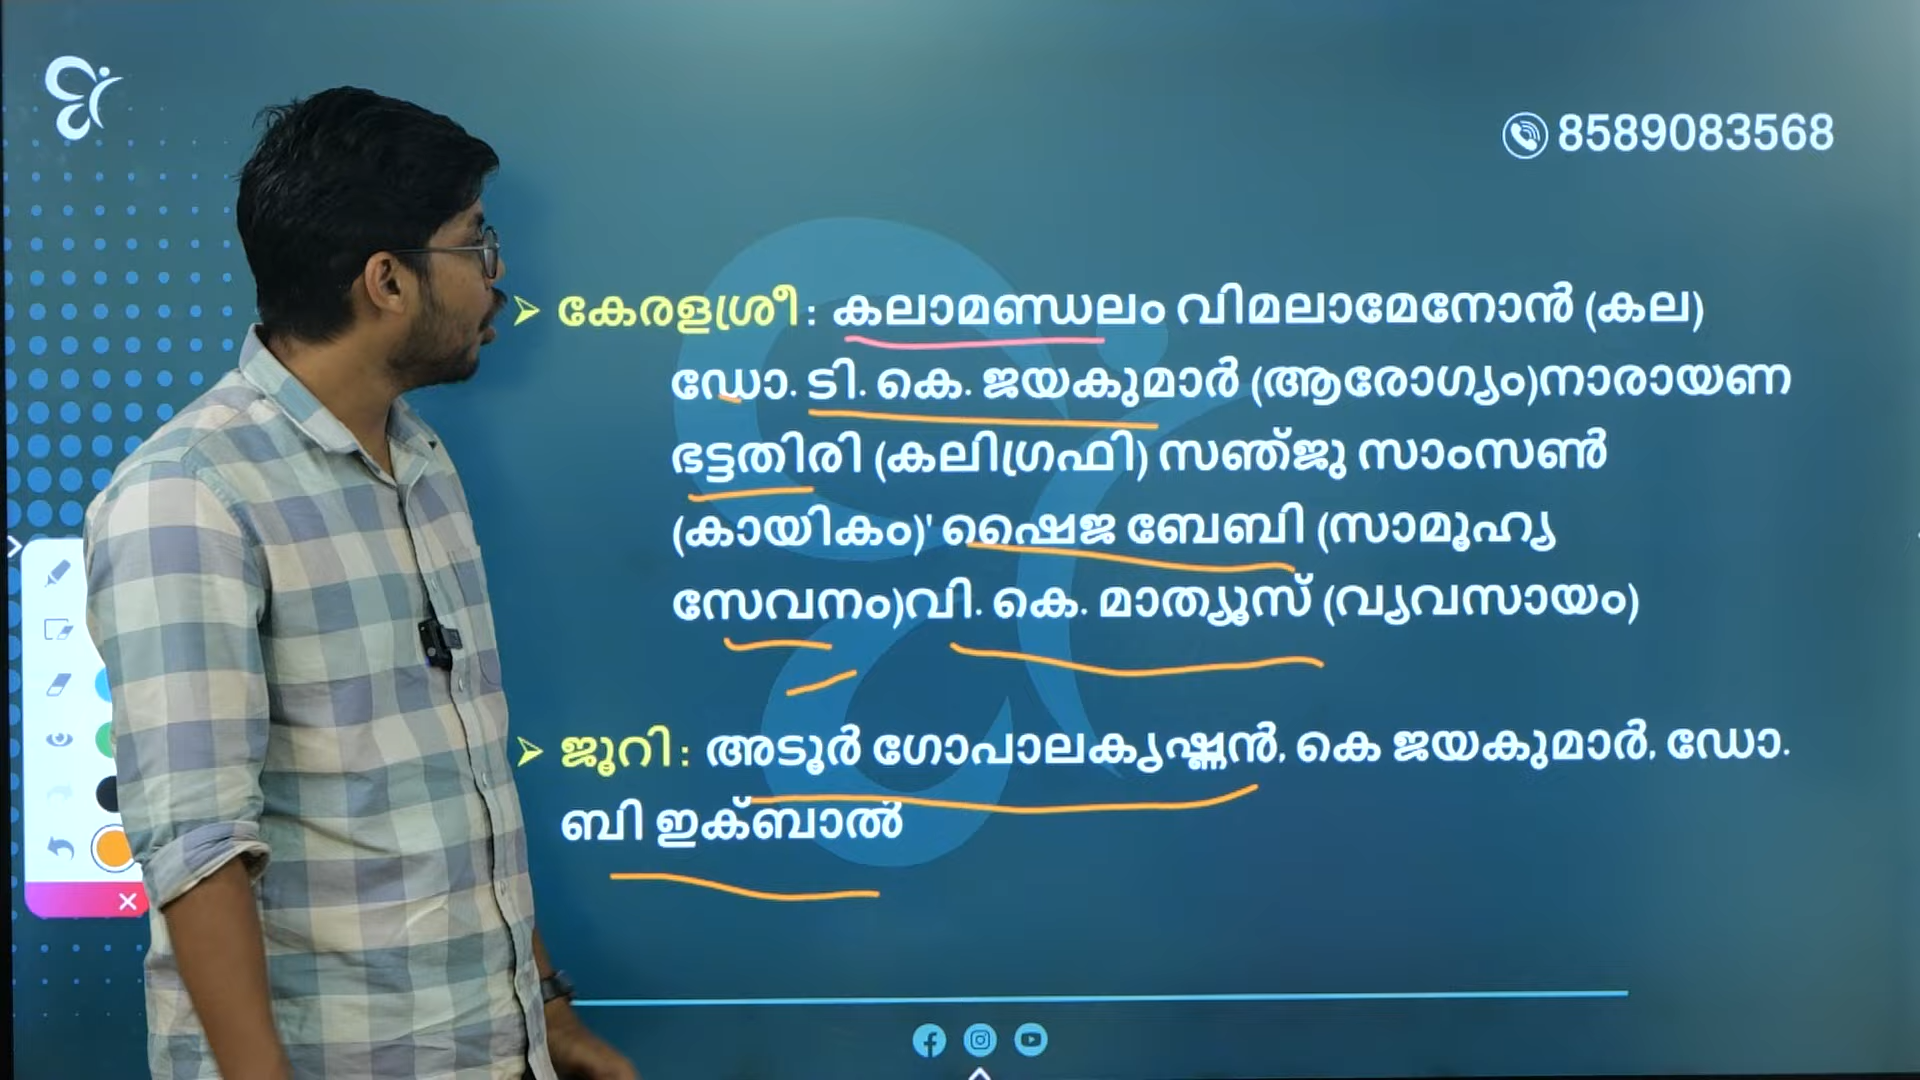 8589083568
കേരളശ്രീ : കലാമണ്ഡലം വിമലാമേനോൻ (കല)
ഡോ. ടി. കെ. ജയകുമാർ (ആരോഗ്യം)നാരായണ
ഭട്ടതിരി (കലിഗ്രഫി) സഞ്ജു സാംസൺ
(കായികം)' ഷൈജ ബേബി (സാമൂഹ്യ
സേവനം)വി. കെ. മാത്യൂസ് (വ്യവസായം)
ജൂറി : അടൂർ ഗോപാലകൃഷ്ണൻ, കെ ജയകുമാർ, ഡോ.
ബി ഇക്ബാൽ